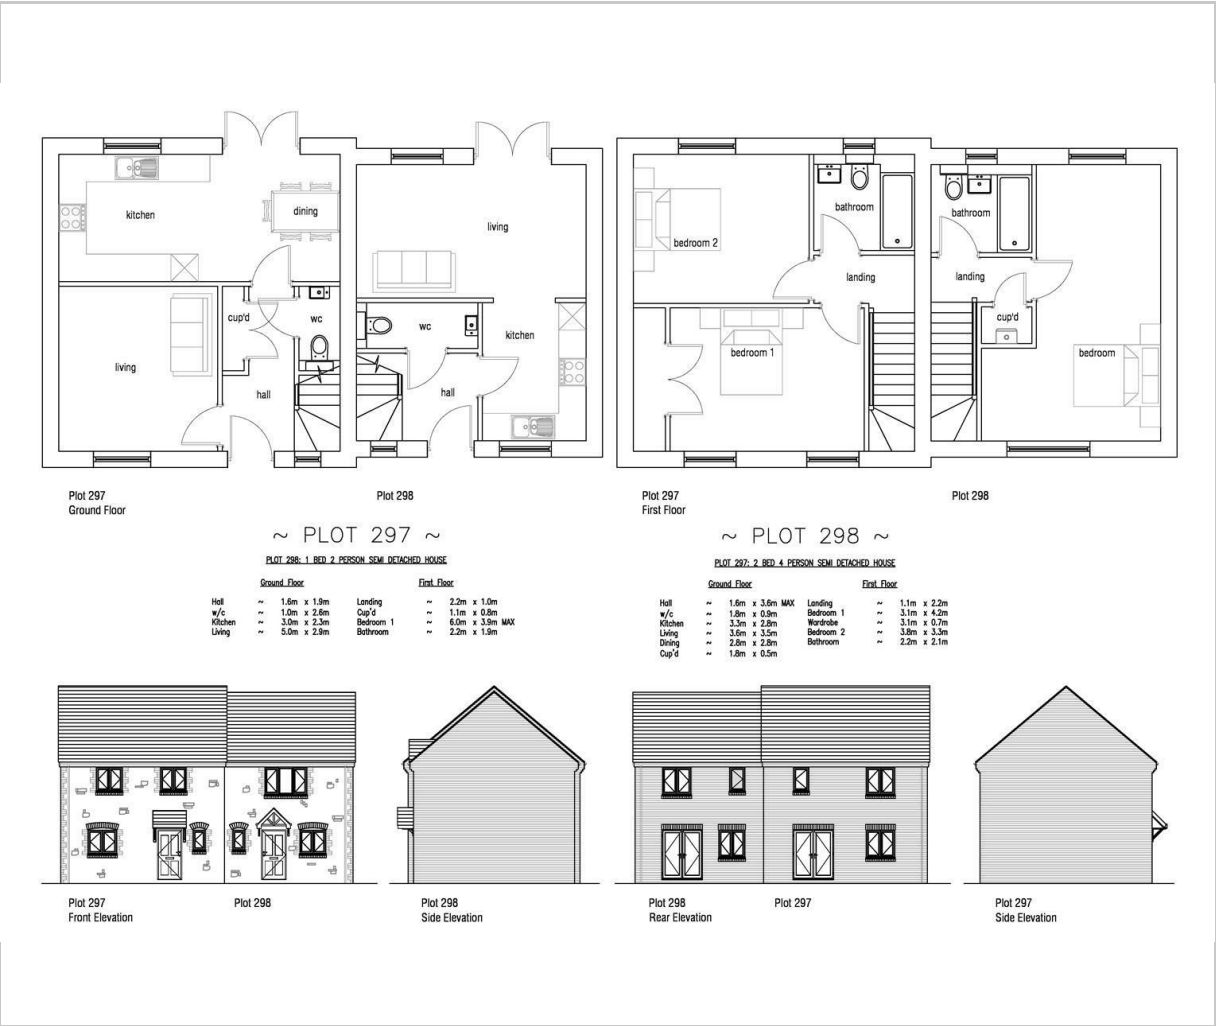 kitchen
dining
living
bedroom 2
bathroom
bathroom
landing
landing
cup'd
wc
wc
kitchen
cup'd
living
hall
hall
bedroom 1
bedroom
Plot 297
Ground Floor
Plot 298
Plot 297
First Floor
Plot 298
~ PLOT 297 ~
PLOT 298: 1 BED 2 PERSON SEMI DETACHED HOUSE
Ground Floor First Floor
Hall ~ 1.6m x 1.9m Landing ~ 2.2m x 1.0m
w/c ~ 1.0m x 2.6m Cup'd ~ 1.1m x 0.8m
Kitchen ~ 3.0m x 2.3m Bedroom 1 ~ 6.0m x 3.9m MAX
Living ~ 5.0m x 2.9m Bathroom ~ 2.2m x 1.9m
~ PLOT 298 ~
PLOT 297: 2 BED 4 PERSON SEMI DETACHED HOUSE
Ground Floor First Floor
Hall ~ 1.6m x 3.6m MAX Landing ~ 1.1m x 2.2m
w/c ~ 1.8m x 0.9m Bedroom 1 ~ 3.1m x 4.2m
Kitchen ~ 3.3m x 2.8m Wardrobe ~ 3.1m x 0.7m
Living ~ 3.6m x 3.5m Bedroom 2 ~ 3.8m x 3.3m
Dining ~ 2.8m x 2.8m Bathroom ~ 2.2m x 2.1m
Cup'd ~ 1.8m x 0.5m
Plot 297
Front Elevation
Plot 298
Plot 298
Side Elevation
Plot 298
Rear Elevation
Plot 297
Plot 297
Side Elevation